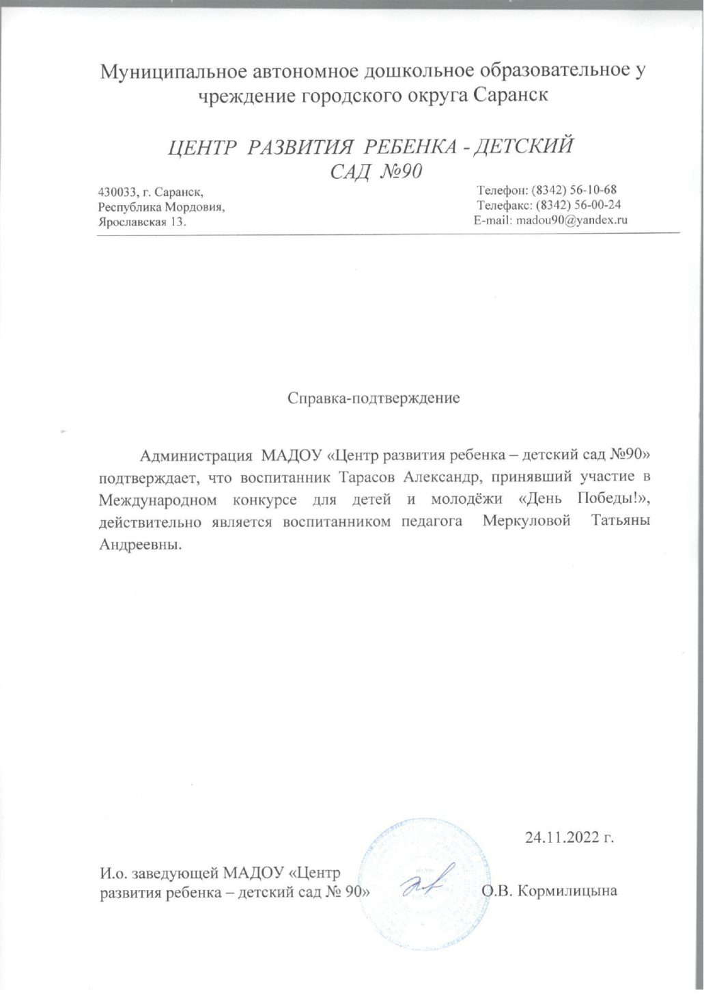 Муниципальное автономное дошкольное образовательное у
чреждение городского округа Саранск
ЦЕНТР РАЗВИТИЯ РЕБЕНКА - ДЕТСКИЙ
САД №90
430033, г. Саранск,
Республика Мордовия,
Ярославская 13.
Телефон: (8342) 56-10-68
Телефакс: (8342) 56-00-24
E-mail: madou90@yandex.ru
Справка-подтверждение
Администрация МАДОУ «Центр развития ребенка – детский сад №90»
подтверждает, что воспитанник Тарасов Александр, принявший участие в
Международном конкурсе для детей и молодёжи «День Победы!»,
действительно является воспитанником педагога Меркуловой Татьяны
Андреевны.
24.11.2022 г.
И.о. заведующей МАДОУ «Центр
развития ребенка – детский сад № 90»
О.В. Кормилицына